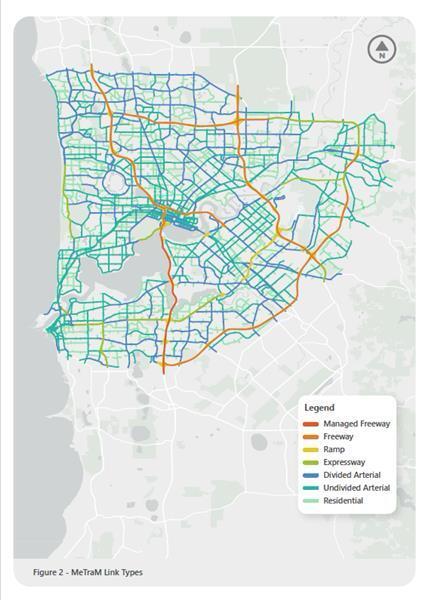 N
Legend
Managed Freeway
Freeway
Ramp
Expressway
Divided Arterial
Undivided Arterial
Residential
Figure 2 - MeTraM Link Types